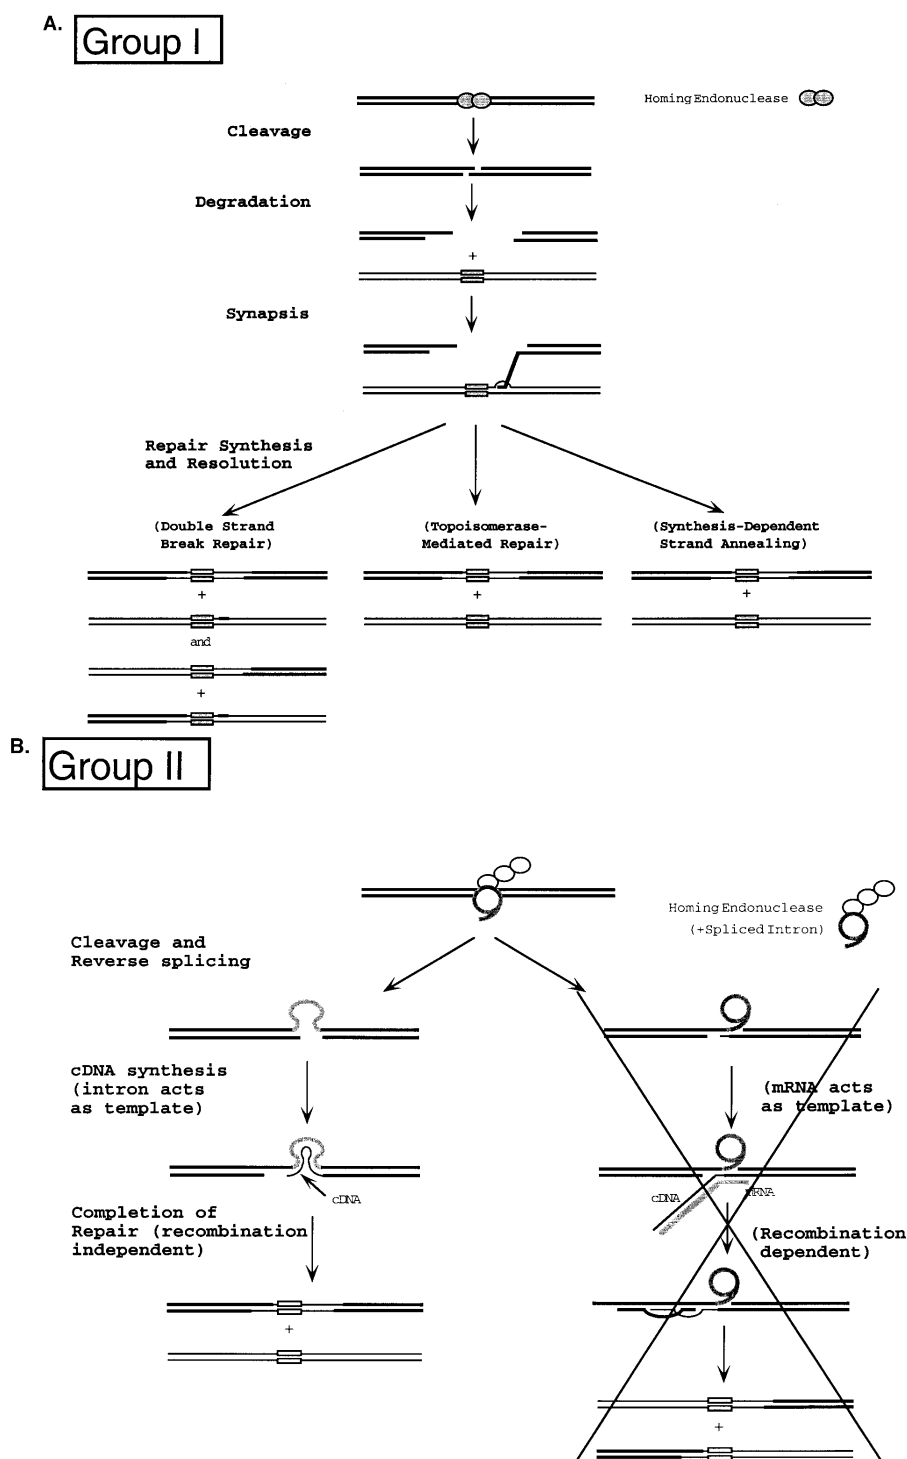 A.
Group I
Homing Endonuclease
Cleavage
Degradation
+
Synapsis
Repair Synthesis
and Resolution
(Double Strand
Break Repair)
(Topoisomerase-
Mediated Repair)
(Synthesis-Dependent
Strand Annealing)
+
+
+
and
+
B.
Group II
Homing Endonuclease
(+Spliced Intron)
Cleavage and
Reverse splicing
cDNA synthesis
(intron acts
as template)
(mRNA acts
as template)
cDNA
cDNA
mRNA
Completion of
Repair (recombination
independent)
(Recombination
dependent)
+
+